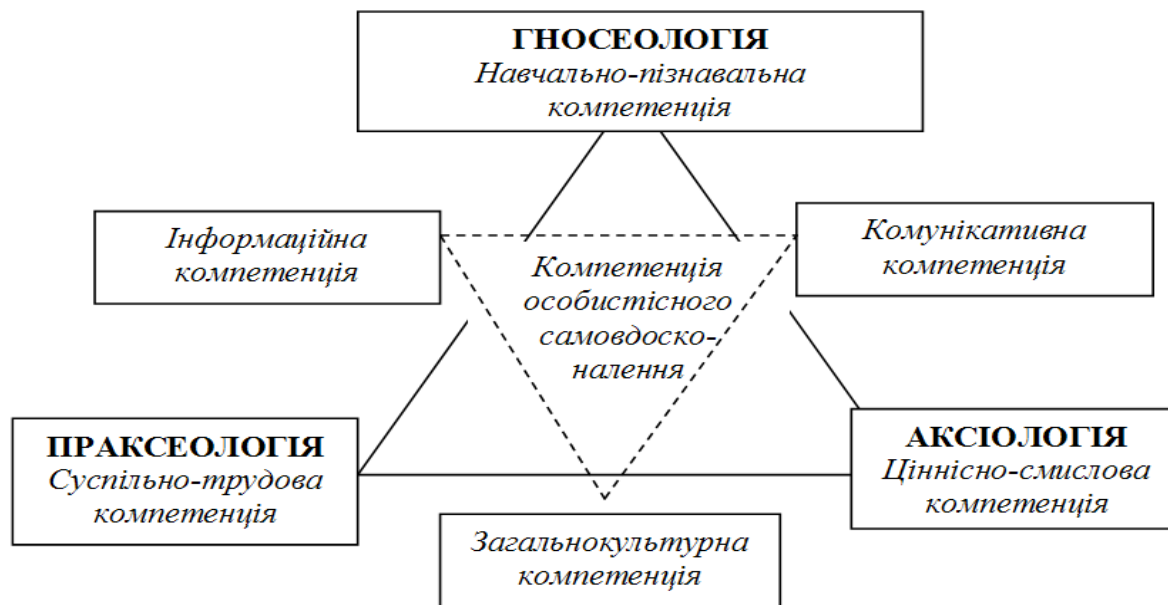 ГНОСЕОЛОГІЯ
Навчально-пізнавальна
компетенція
Інформаційна
компетенція
Комунікативна
компетенція
Компетенція
особистісного
самовдоско-
налення
ПРАКСЕОЛОГІЯ
Суспільно-трудова
компетенція
АКСІОЛОГІЯ
Ціннісно-смислова
компетенція
Загальнокультурна
компетенція